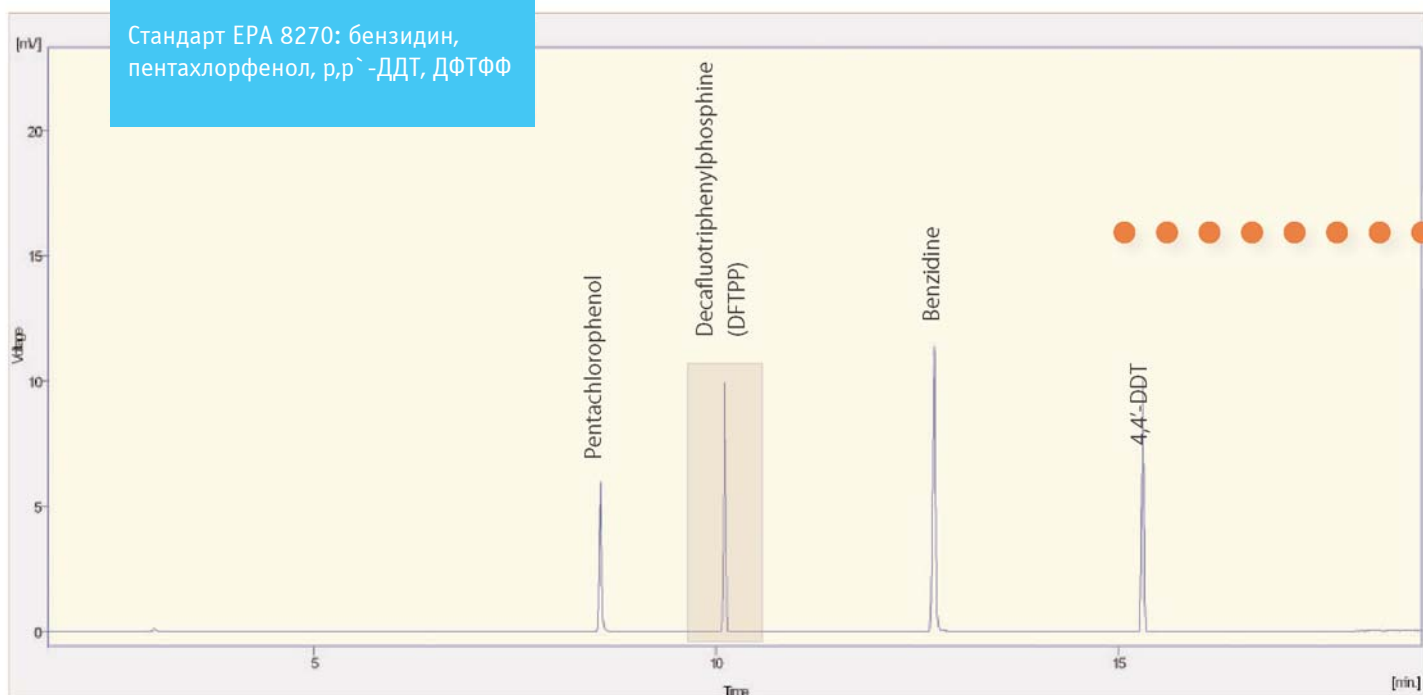 Стандарт EPA 8270: бензидин,
пентахлорфенол, p,p`-ДДТ, ДФТФФ
[mV]
20
15
10
5
0
Voltage
Pentachlorophenol
Decafluotriphenylphosphine
(DFTPP)
Benzidine
4,4'-DDT
5
10
15
Time
[min.]